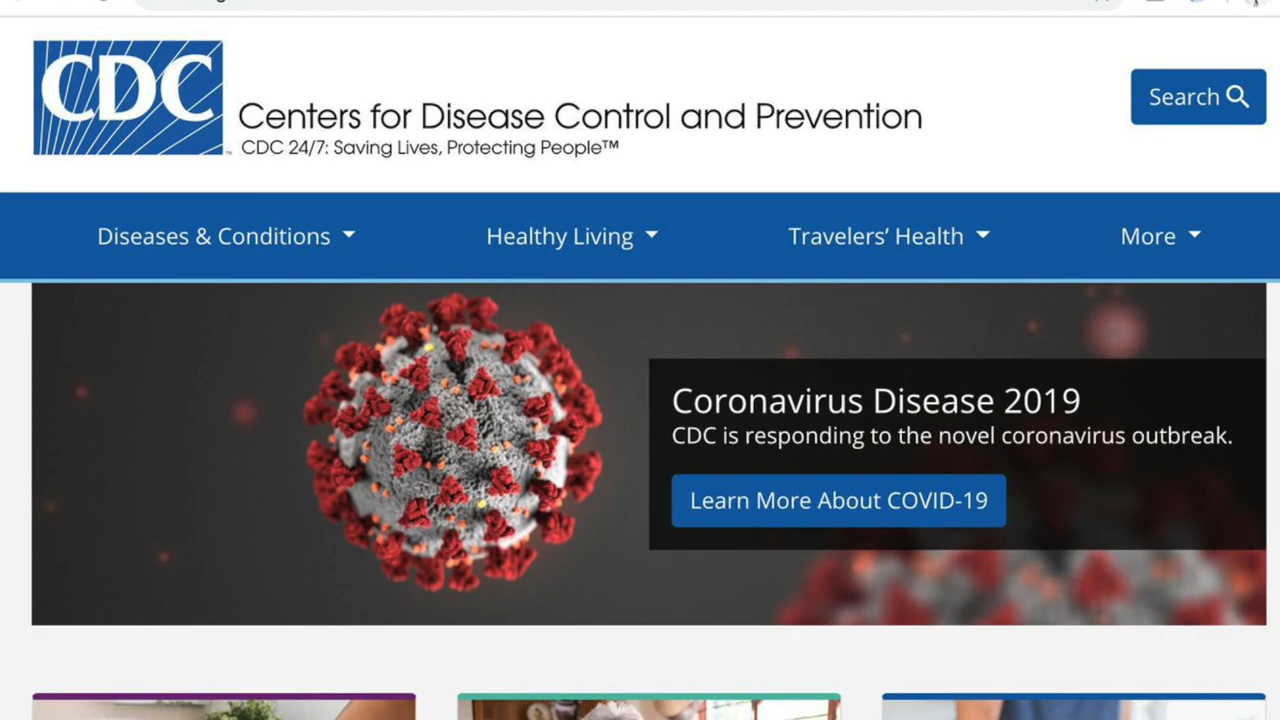 CDC
Centers for Disease Control and Prevention
CDC 24/7: Saving Lives, Protecting People™
Search
Diseases & Conditions
Healthy Living
Travelers’ Health
More
Coronavirus Disease 2019
CDC is responding to the novel coronavirus outbreak.
Learn More About COVID-19